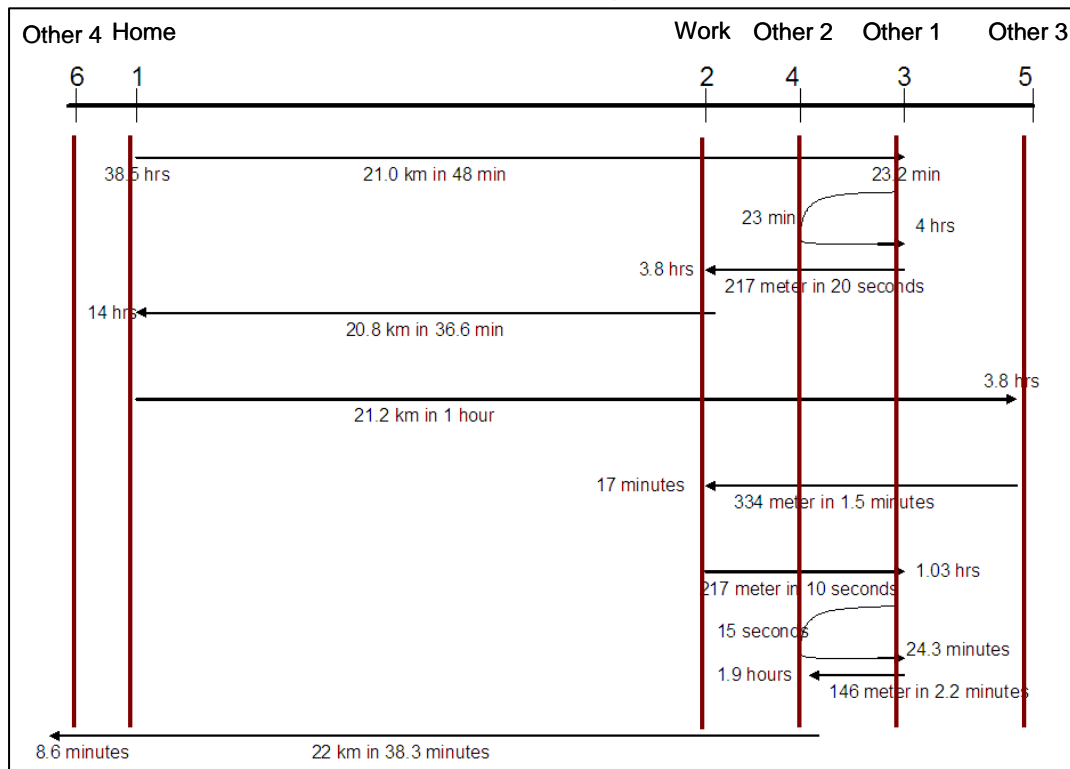 Other 4 Home Work Other 2 Other 1 Other 3
6 1 2 4 3 5
38.5 hrs 21.0 km in 48 min 23.2 min
23 min 4 hrs
3.8 hrs 217 meter in 20 seconds
14 hrs 20.8 km in 36.6 min
3.8 hrs
21.2 km in 1 hour
17 minutes 334 meter in 1.5 minutes
1.03 hrs
217 meter in 10 seconds
15 seconds 24.3 minutes
1.9 hours 146 meter in 2.2 minutes
8.6 minutes 22 km in 38.3 minutes